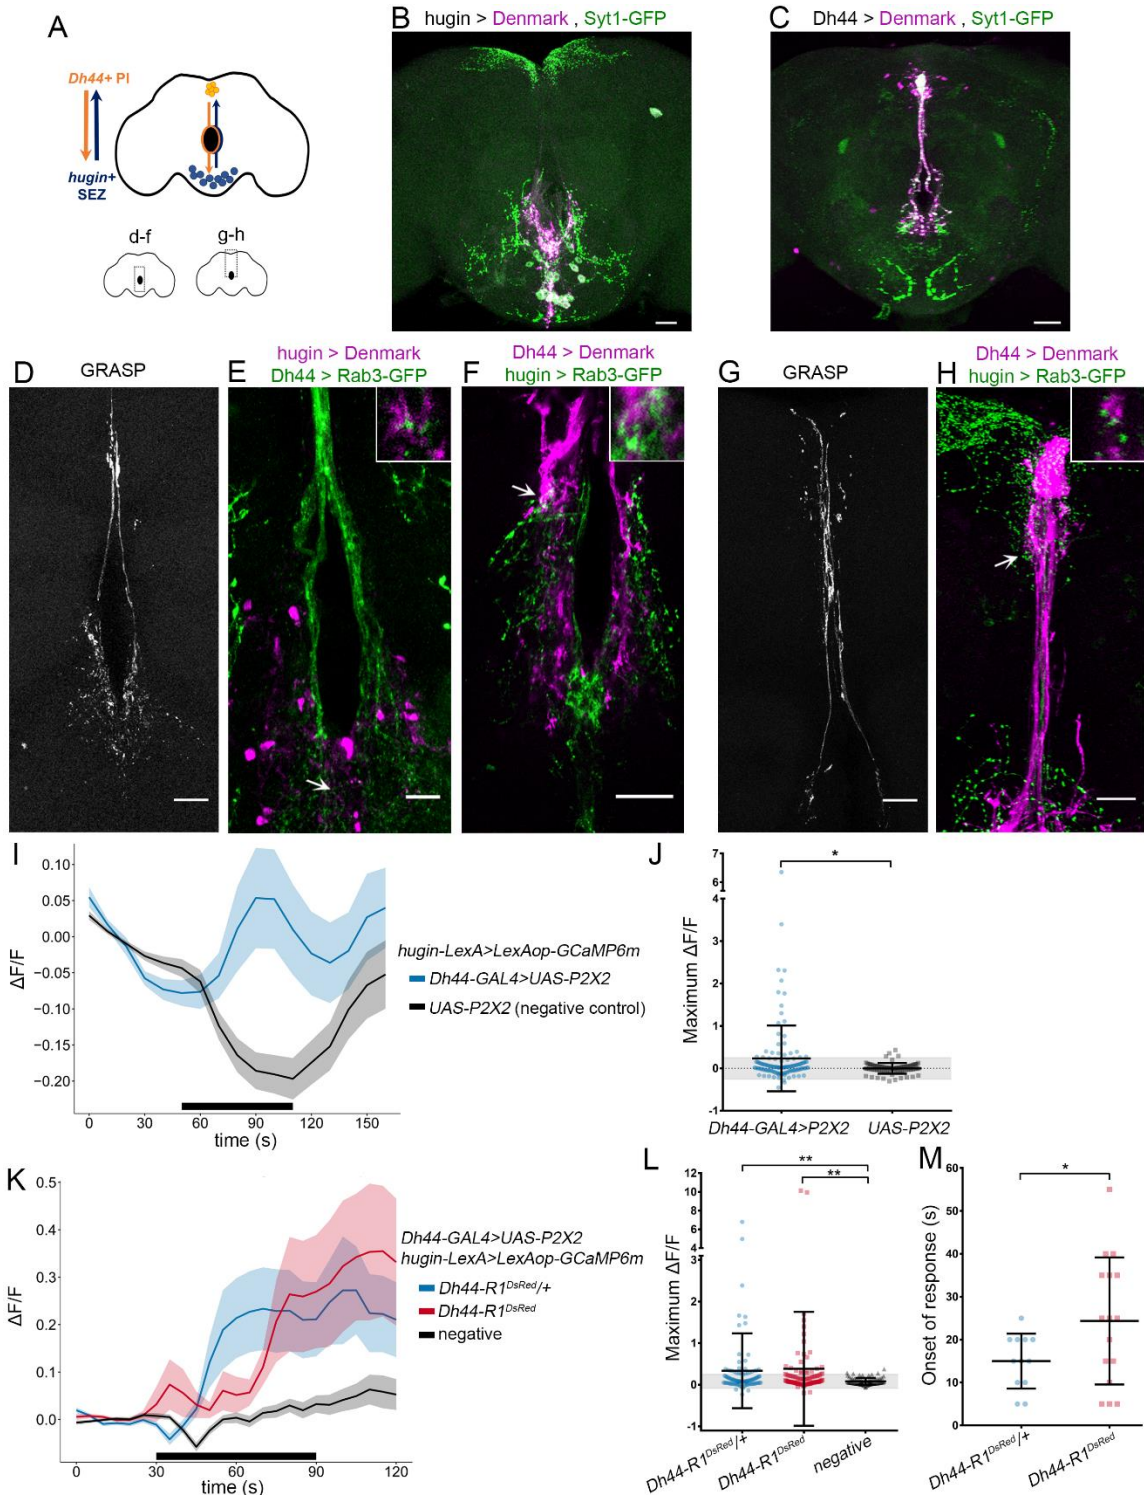 A
Dh44+ PI
hugin+
SEZ
d-f
g-h
B
hugin > Denmark , Syt1-GFP
C
Dh44 > Denmark , Syt1-GFP
D
GRASP
E
hugin > Denmark
Dh44 > Rab3-GFP
F
Dh44 > Denmark
hugin > Rab3-GFP
G
GRASP
H
Dh44 > Denmark
hugin > Rab3-GFP
I
0.10
0.05
0.00
−0.05
−0.10
−0.15
−0.20
ΔF/F
0 30 60 90 120 150
time (s)
hugin-LexA>LexAop-GCaMP6m
Dh44-GAL4>UAS-P2X2
UAS-P2X2 (negative control)
J
*
7
6
4
3
2
1
0
-1
Maximum ΔF/F
Dh44-GAL4>P2X2
UAS-P2X2
K
0.5
0.4
0.3
0.2
0.1
0.0
ΔF/F
0 30 60 90 120
time (s)
Dh44-GAL4>UAS-P2X2
hugin-LexA>LexAop-GCaMP6m
Dh44-R1DsRed/+
Dh44-R1DsRed
negative
L
**
**
12
10
8
6
4
3
2
1
0
-1
Maximum ΔF/F
Dh44-R1DsRed/+
Dh44-R1DsRed
negative
M
*
60
50
40
30
20
10
0
Onset of response (s)
Dh44-R1DsRed/+
Dh44-R1DsRed